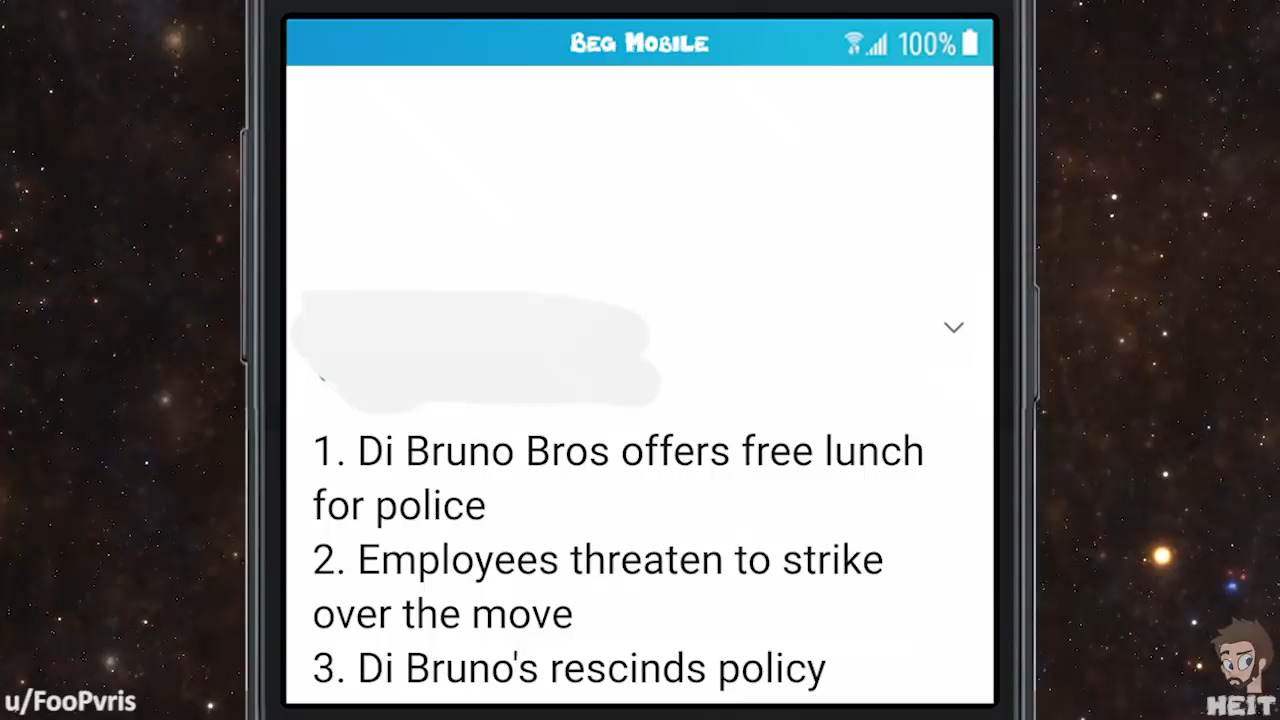 Beg Mobile
100%
1. Di Bruno Bros offers free lunch
for police
2. Employees threaten to strike
over the move
3. Di Bruno's rescinds policy
u/FooPvris
HEIT